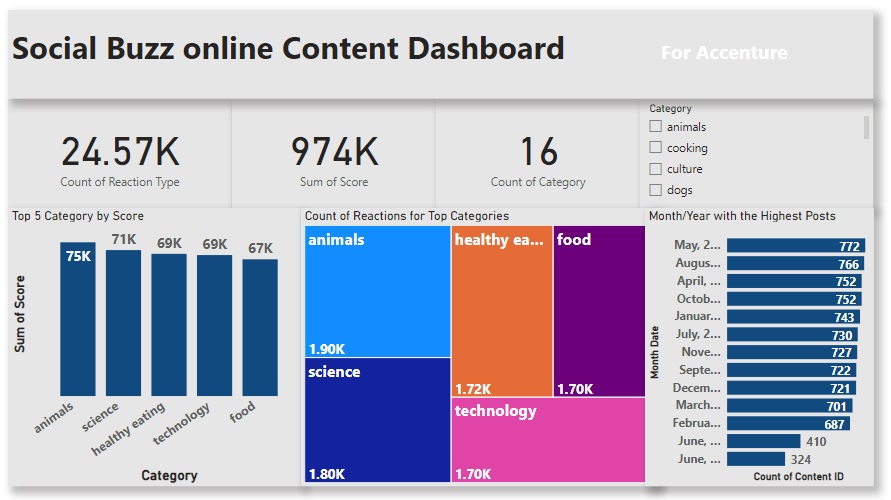 Social Buzz online Content Dashboard
For Accenture
24.57K
Count of Reaction Type
974K
Sum of Score
16
Count of Category
Category
animals
cooking
culture
dogs
Top 5 Category by Score
Sum of Score
75K
71K
69K
69K
67K
animals
science
healthy eating
technology
food
Category
Count of Reactions for Top Categories
animals
1.90K
science
1.80K
healthy ea...
1.72K
food
1.70K
technology
1.70K
Month/Year with the Highest Posts
Month Date
May, 2... 772
Augus... 766
April, ... 752
Octob... 752
Januar... 743
July, 2... 730
Nove... 727
Septe... 722
Decem... 721
March... 701
Februa... 687
June, ... 410
June, ... 324
Count of Content ID